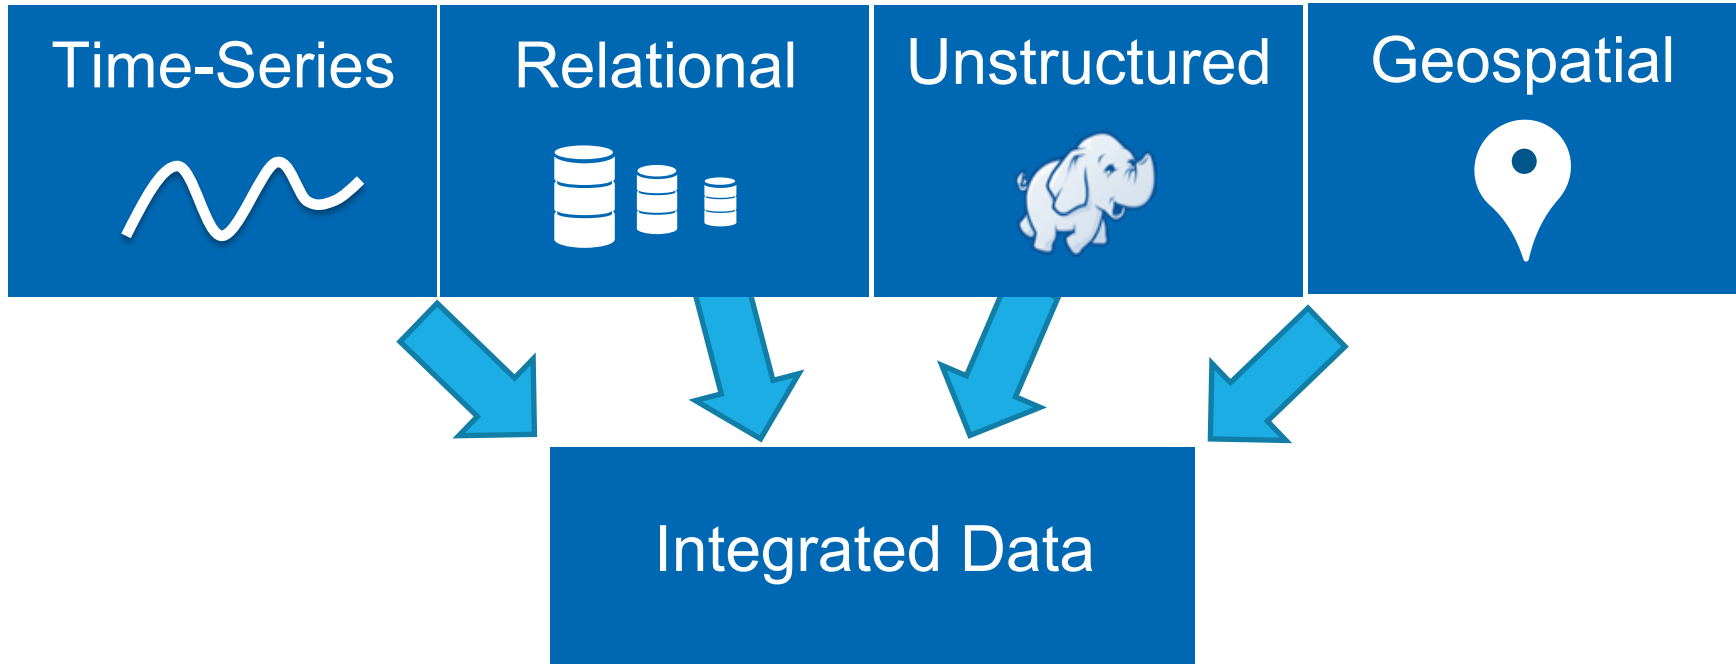 Time-Series
Relational
Unstructured
Geospatial
Integrated Data